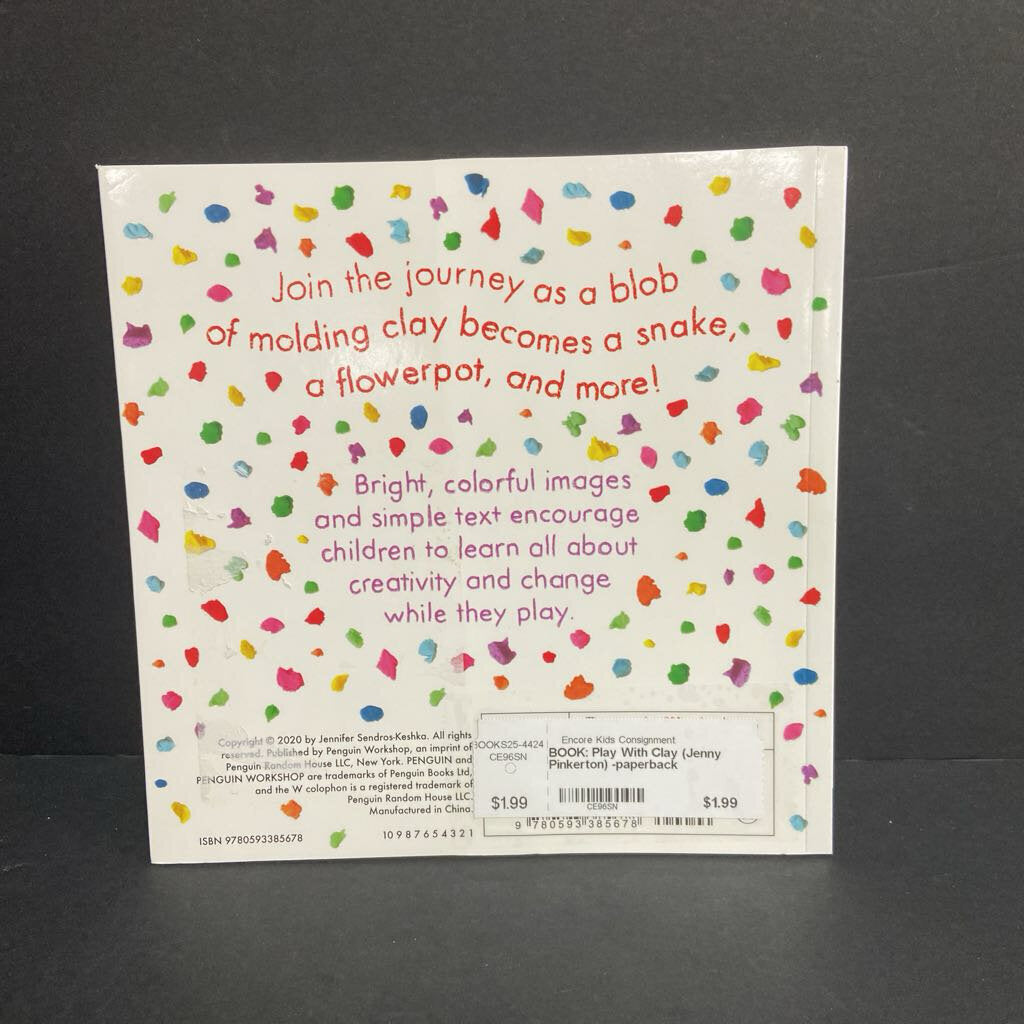 Join the journey as a blob
of molding clay becomes a snake,
a flowerpot, and more!
Bright, colorful images
and simple text encourage
children to learn all about
creativity and change
while they play.
Copyright © 2020 by Jennifer Sendros-Keshka. All rights
reserved. Published by Penguin Workshop, an imprint of
Penguin Random House LLC, New York. PENGUIN and
PENGUIN WORKSHOP are trademarks of Penguin Books Ltd,
and the W colophon is a registered trademark of
Penguin Random House LLC.
Manufactured in China.
ISBN 9780593385678
10 9 8 7 6 5 4 3 2 1
BOOKS25-4424
CE96SN
$1.99
Encore Kids Consignment
BOOK: Play With Clay (Jenny
Pinkerton) -paperback
CE96SN
$1.99
9 780593 385678